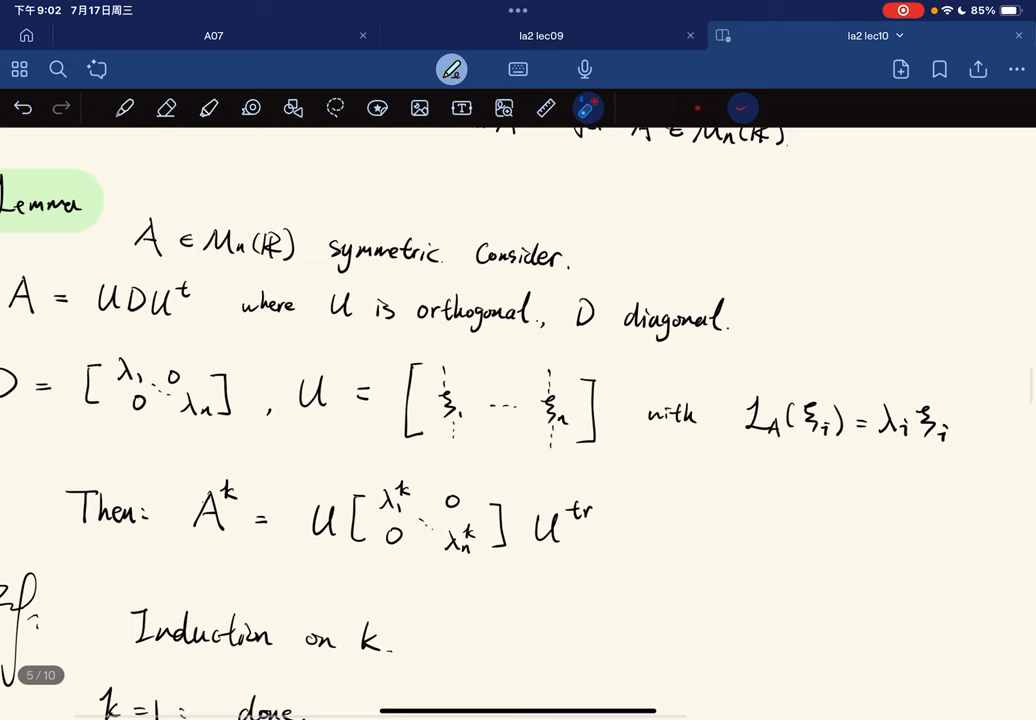 下午9:02 7月17日周三
85%
A07
la2 lec09
la2 lec10
A ∈ Mn(ℝ).
Lemma
A ∈ Mn(ℝ) symmetric. Consider.
A = UDU^t where U is orthogonal., D diagonal.
D = [λ₁ 0 ⋱ 0 λn], U = [ξ₁ ... ξn] with L_A(ξi) = λi ξi
Then: A^k = U [λ₁^k 0 ⋱ 0 λn^k] U^tr
Pf:
Induction on k.
5 / 10
k = 1 : done.